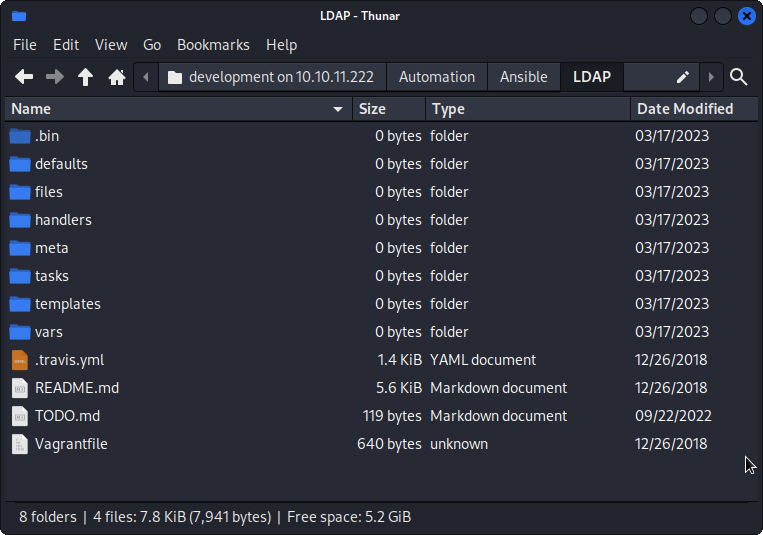 LDAP - Thunar
File Edit View Go Bookmarks Help
development on 10.10.11.222 Automation Ansible LDAP
Name Size Type Date Modified
.bin 0 bytes folder 03/17/2023
defaults 0 bytes folder 03/17/2023
files 0 bytes folder 03/17/2023
handlers 0 bytes folder 03/17/2023
meta 0 bytes folder 03/17/2023
tasks 0 bytes folder 03/17/2023
templates 0 bytes folder 03/17/2023
vars 0 bytes folder 03/17/2023
.travis.yml 1.4 KiB YAML document 12/26/2018
README.md 5.6 KiB Markdown document 12/26/2018
TODO.md 119 bytes Markdown document 09/22/2022
Vagrantfile 640 bytes unknown 12/26/2018
8 folders | 4 files: 7.8 KiB (7,941 bytes) | Free space: 5.2 GiB